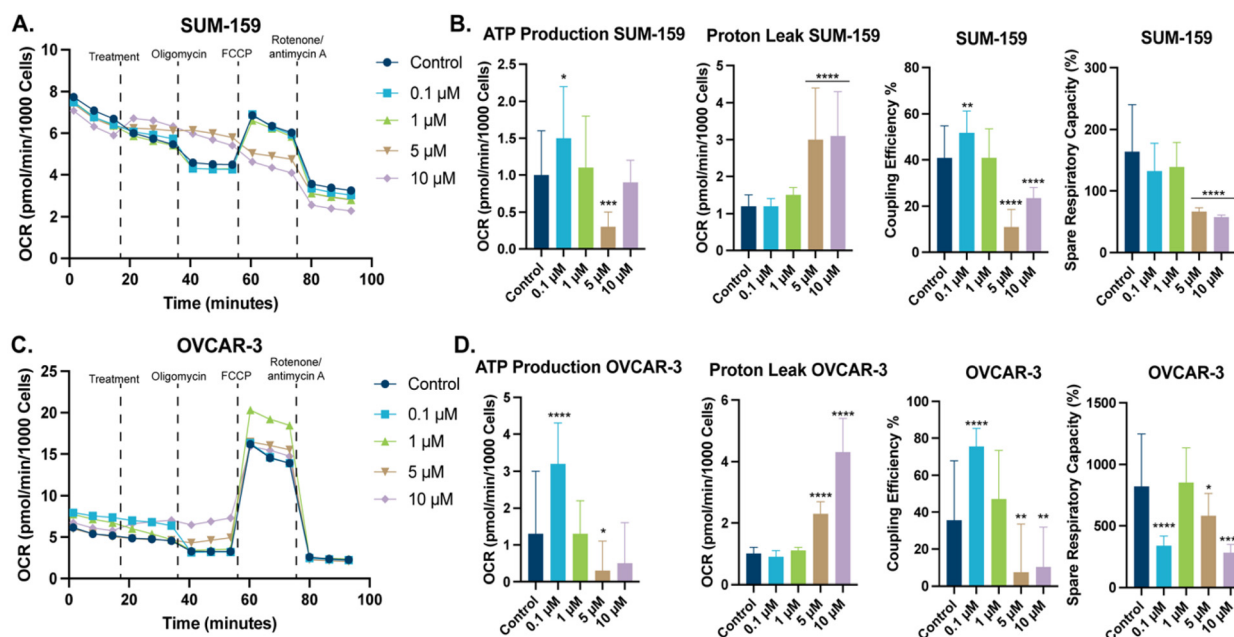 A.
SUM-159
Treatment
Oligomycin
FCCP
Rotenone/
antimycin A
OCR (pmol/min/1000 Cells)
10
8
6
4
2
0
0 20 40 60 80 100
Time (minutes)
Control
0.1 µM
1 µM
5 µM
10 µM
B.
ATP Production SUM-159
OCR (pmol/min/1000 Cells)
2.5
2.0
1.5
1.0
0.5
0.0
*
***
Control 0.1 µM 1 µM 5 µM 10 µM
Proton Leak SUM-159
OCR (pmol/min/1000 Cells)
5
4
3
2
1
0
****
Control 0.1 µM 1 µM 5 µM 10 µM
SUM-159
Coupling Efficiency %
80
60
40
20
0
**
****
****
Control 0.1 µM 1 µM 5 µM 10 µM
SUM-159
Spare Respiratory Capacity (%)
300
200
100
0
****
Control 0.1 µM 1 µM 5 µM 10 µM
C.
OVCAR-3
Treatment
Oligomycin
FCCP
Rotenone/
antimycin A
OCR (pmol/min/1000 Cells)
25
20
15
10
5
0
0 20 40 60 80 100
Time (minutes)
Control
0.1 µM
1 µM
5 µM
10 µM
D.
ATP Production OVCAR-3
OCR (pmol/min/1000 Cells)
5
4
3
2
1
0
****
*
Control 0.1 µM 1 µM 5 µM 10 µM
Proton Leak OVCAR-3
OCR (pmol/min/1000 Cells)
6
4
2
0
****
****
Control 0.1 µM 1 µM 5 µM 10 µM
OVCAR-3
Coupling Efficiency %
100
80
60
40
20
0
****
**
**
Control 0.1 µM 1 µM 5 µM 10 µM
OVCAR-3
Spare Respiratory Capacity (%)
1500
1000
500
0
****
*
Control 0.1 µM 1 µM 5 µM 10 µM